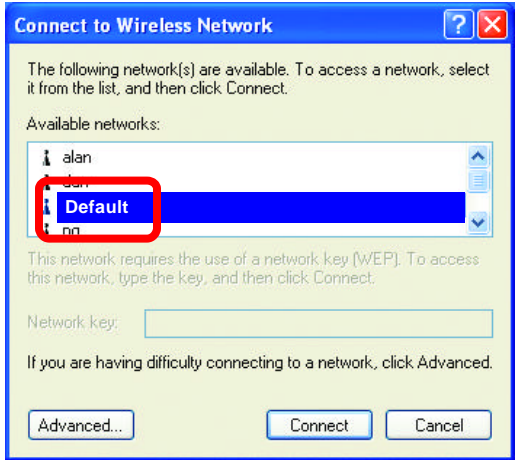 Connect to Wireless Network
The following network(s) are available. To access a network, select
it from the list, and then click Connect.
Available networks:
alan
dan
Default
ng
This network requires the use of a network key (WEP). To access
this network, type the key, and then click Connect.
Network key:
If you are having difficulty connecting to a network, click Advanced.
Advanced...
Connect
Cancel